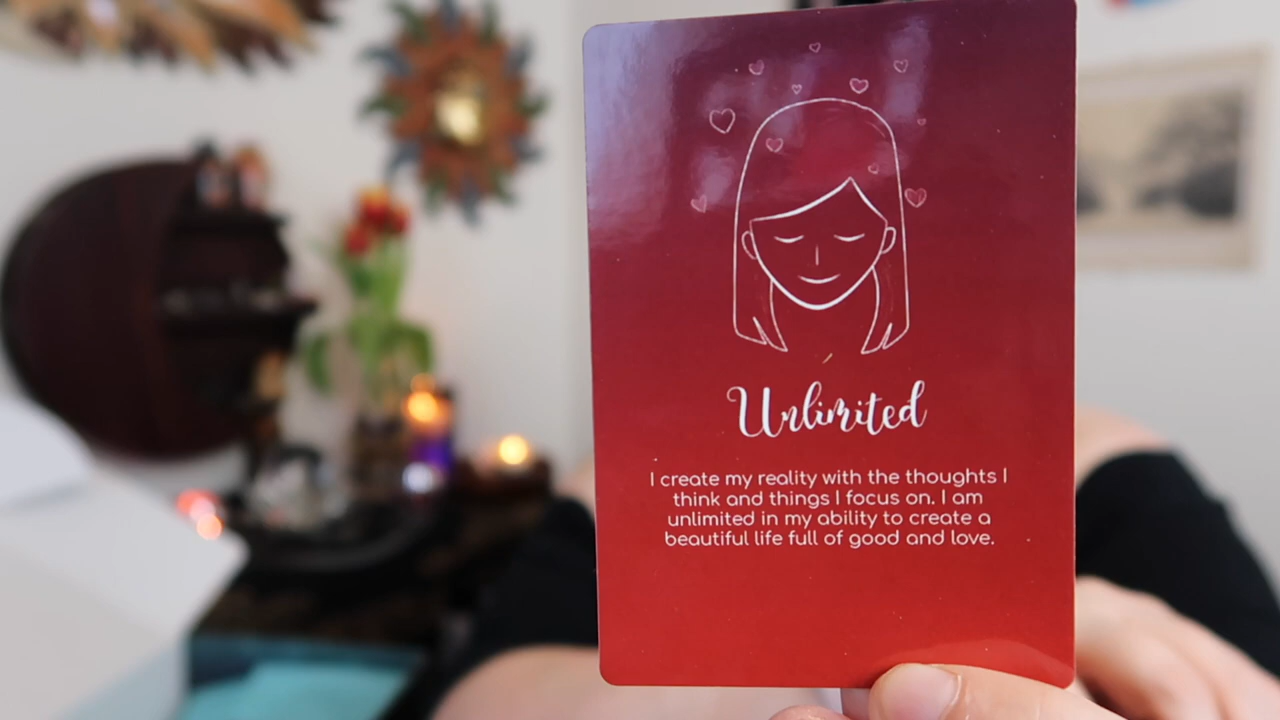 Unlimited
I create my reality with the thoughts I
think and things I focus on. I am
unlimited in my ability to create a
beautiful life full of good and love.